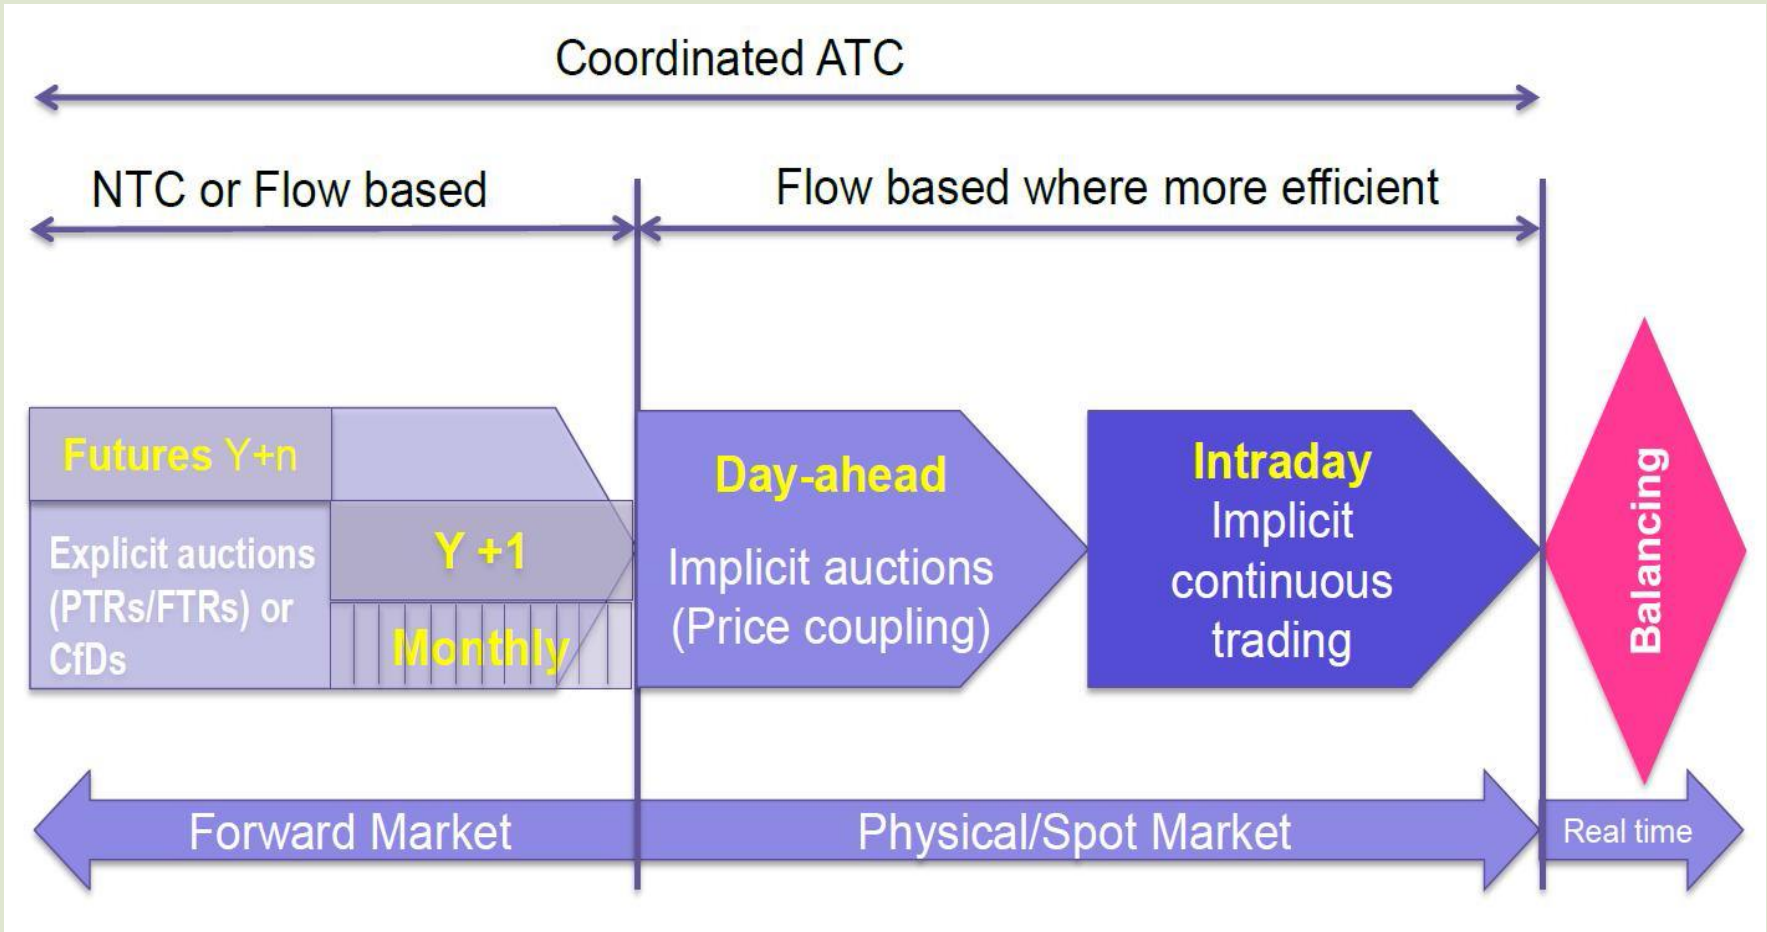 Coordinated ATC
NTC or Flow based
Flow based where more efficient
Futures Y+n
Explicit auctions
(PTRs/FTRs) or
CfDs
Y +1
Monthly
Day-ahead
Implicit auctions
(Price coupling)
Intraday
Implicit
continuous
trading
Balancing
Forward Market
Physical/Spot Market
Real time